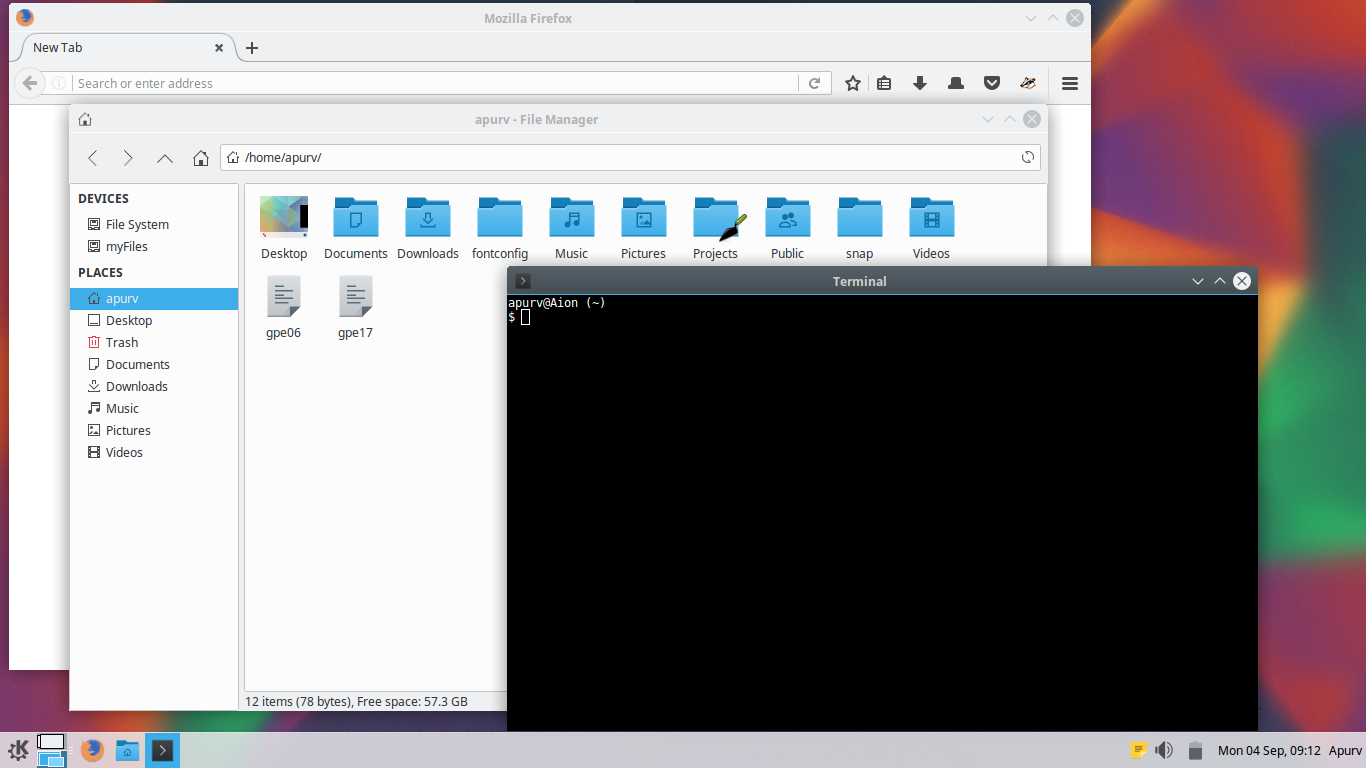 Mozilla Firefox
New Tab
Search or enter address
apurv - File Manager
/home/apurv/
DEVICES
File System
myFiles
PLACES
apurv
Desktop
Trash
Documents
Downloads
Music
Pictures
Videos
Desktop Documents Downloads fontconfig Music Pictures Projects Public snap Videos
gpe06 gpe17
12 items (78 bytes), Free space: 57.3 GB
Terminal
apurv@Aion (~)
$
Mon 04 Sep, 09:12 Apurv